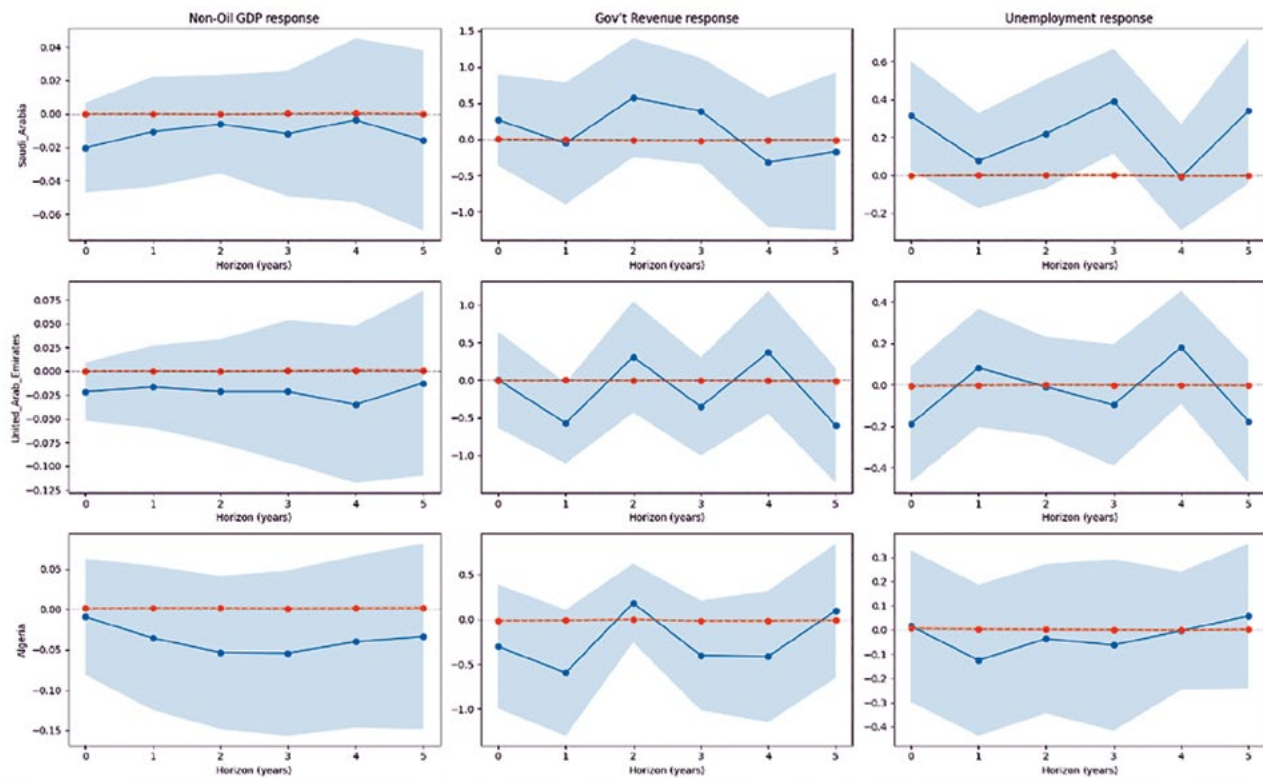 Non-Oil GDP response
Gov't Revenue response
Unemployment response
Saudi_Arabia
0.04
0.02
0.00
−0.02
−0.04
−0.06
0 1 2 3 4 5
Horizon (years)
1.5
1.0
0.5
0.0
−0.5
−1.0
0 1 2 3 4 5
Horizon (years)
0.6
0.4
0.2
0.0
−0.2
0 1 2 3 4 5
Horizon (years)
United_Arab_Emirates
0.075
0.050
0.025
0.000
−0.025
−0.050
−0.075
−0.100
−0.125
0 1 2 3 4 5
Horizon (years)
1.0
0.5
0.0
−0.5
−1.0
0 1 2 3 4 5
Horizon (years)
0.4
0.2
0.0
−0.2
−0.4
0 1 2 3 4 5
Horizon (years)
Algeria
0.05
0.00
−0.05
−0.10
−0.15
0 1 2 3 4 5
Horizon (years)
0.5
0.0
−0.5
−1.0
0 1 2 3 4 5
Horizon (years)
0.3
0.2
0.1
0.0
−0.1
−0.2
−0.3
−0.4
0 1 2 3 4 5
Horizon (years)